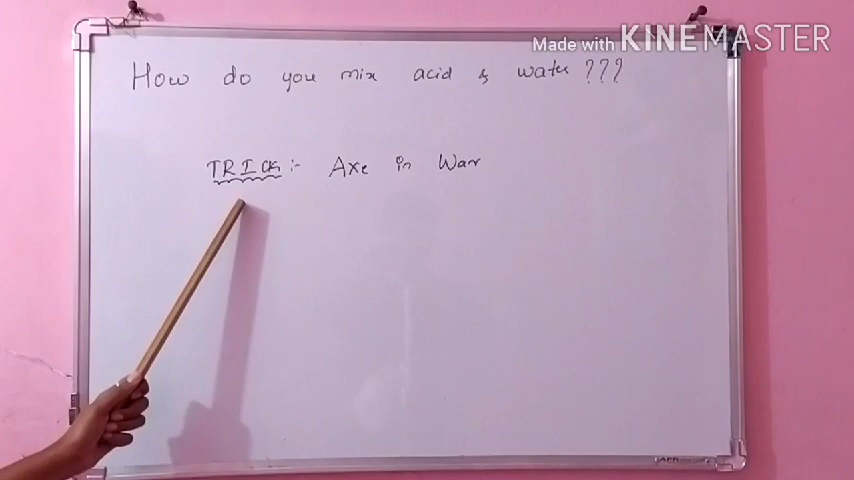 Made with KINEMASTER
How do you mix acid & water ???
TRICK :- Axe in War